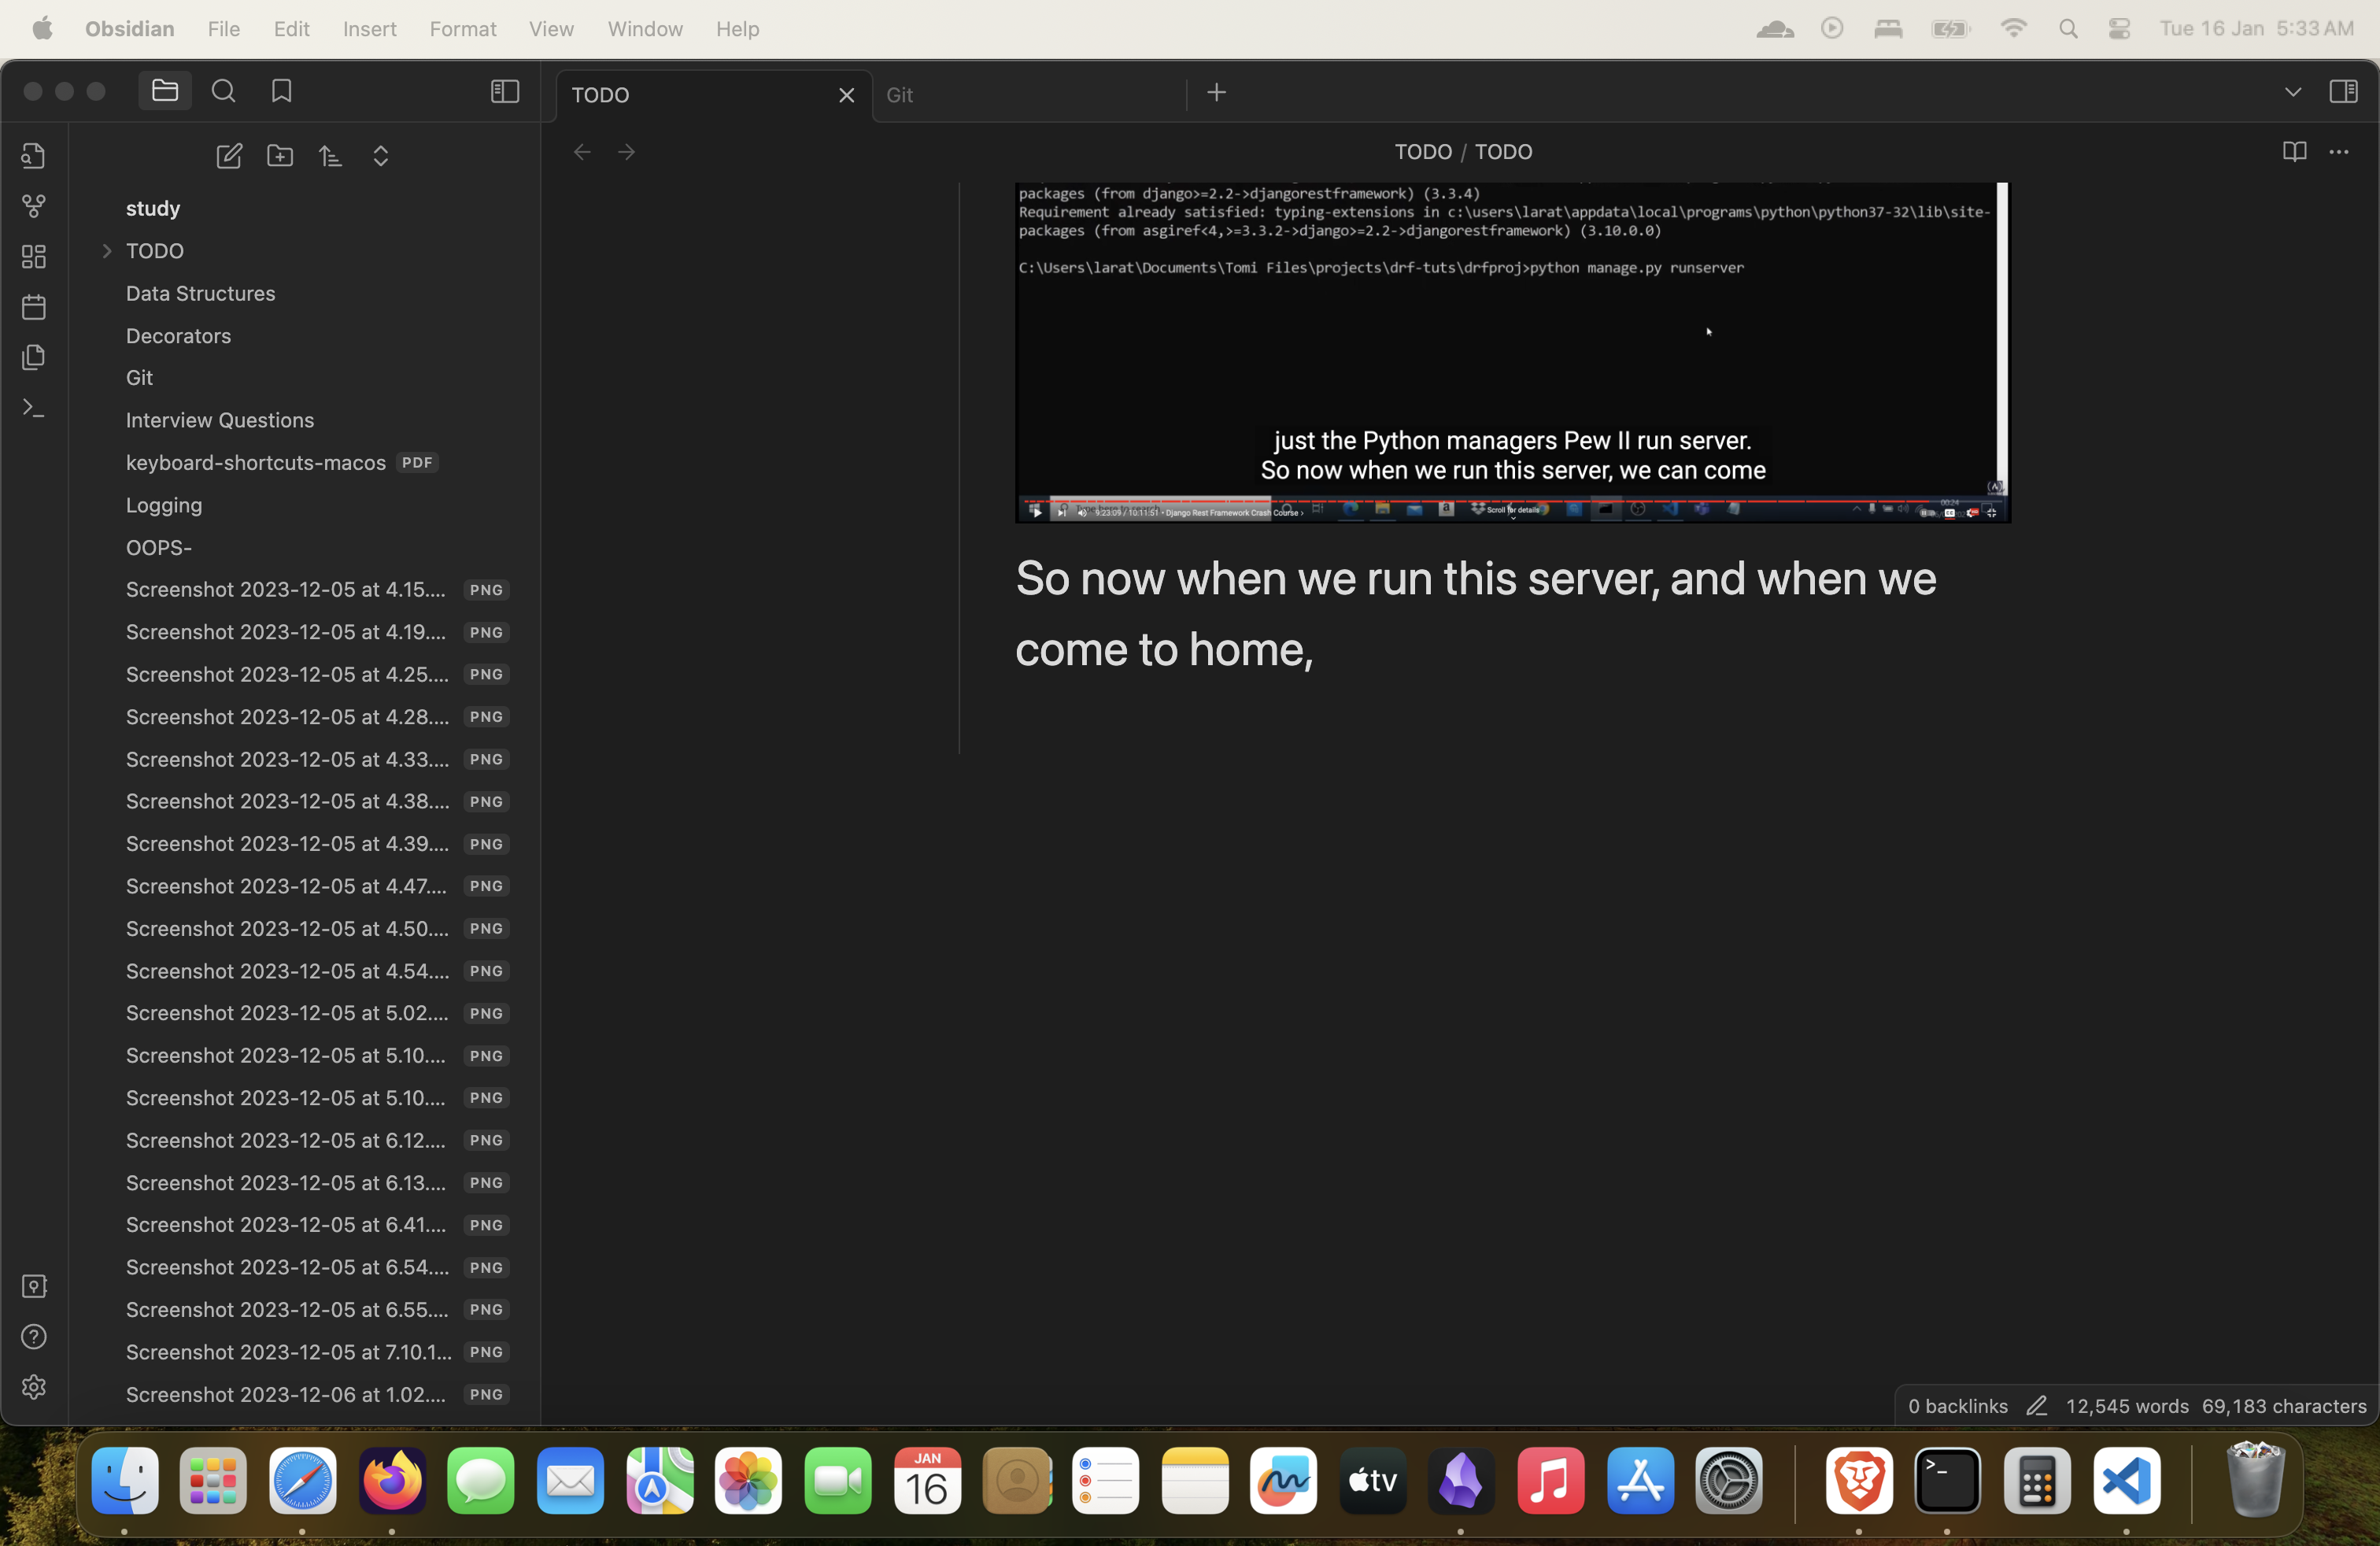 Obsidian File Edit Insert Format View Window Help Tue 16 Jan 5:33 AM
TODO
Git
TODO / TODO
study
TODO
Data Structures
Decorators
Git
Interview Questions
keyboard-shortcuts-macos PDF
Logging
OOPS-
Screenshot 2023-12-05 at 4.15.... PNG
Screenshot 2023-12-05 at 4.19.... PNG
Screenshot 2023-12-05 at 4.25.... PNG
Screenshot 2023-12-05 at 4.28.... PNG
Screenshot 2023-12-05 at 4.33.... PNG
Screenshot 2023-12-05 at 4.38.... PNG
Screenshot 2023-12-05 at 4.39.... PNG
Screenshot 2023-12-05 at 4.47.... PNG
Screenshot 2023-12-05 at 4.50.... PNG
Screenshot 2023-12-05 at 4.54.... PNG
Screenshot 2023-12-05 at 5.02.... PNG
Screenshot 2023-12-05 at 5.10.... PNG
Screenshot 2023-12-05 at 5.10.... PNG
Screenshot 2023-12-05 at 6.12.... PNG
Screenshot 2023-12-05 at 6.13.... PNG
Screenshot 2023-12-05 at 6.41.... PNG
Screenshot 2023-12-05 at 6.54.... PNG
Screenshot 2023-12-05 at 6.55.... PNG
Screenshot 2023-12-05 at 7.10.1... PNG
Screenshot 2023-12-06 at 1.02.... PNG
packages (from django>=2.2->djangorestframework) (3.3.4)
Requirement already satisfied: typing-extensions in c:\users\larat\appdata\local\programs\python\python37-32\lib\site-
packages (from asgiref<4,>=3.3.2->django>=2.2->djangorestframework) (3.10.0.0)
C:\Users\larat\Documents\Tomi Files\projects\drf-tuts\drfproj>python manage.py runserver
just the Python managers Pew II run server.
So now when we run this server, we can come
9:23:09 / 10:11:51 • Django Rest Framework Crash Course >
Scroll for details
00:24
So now when we run this server, and when we
come to home,
0 backlinks 12,545 words 69,183 characters
JAN
16
tv